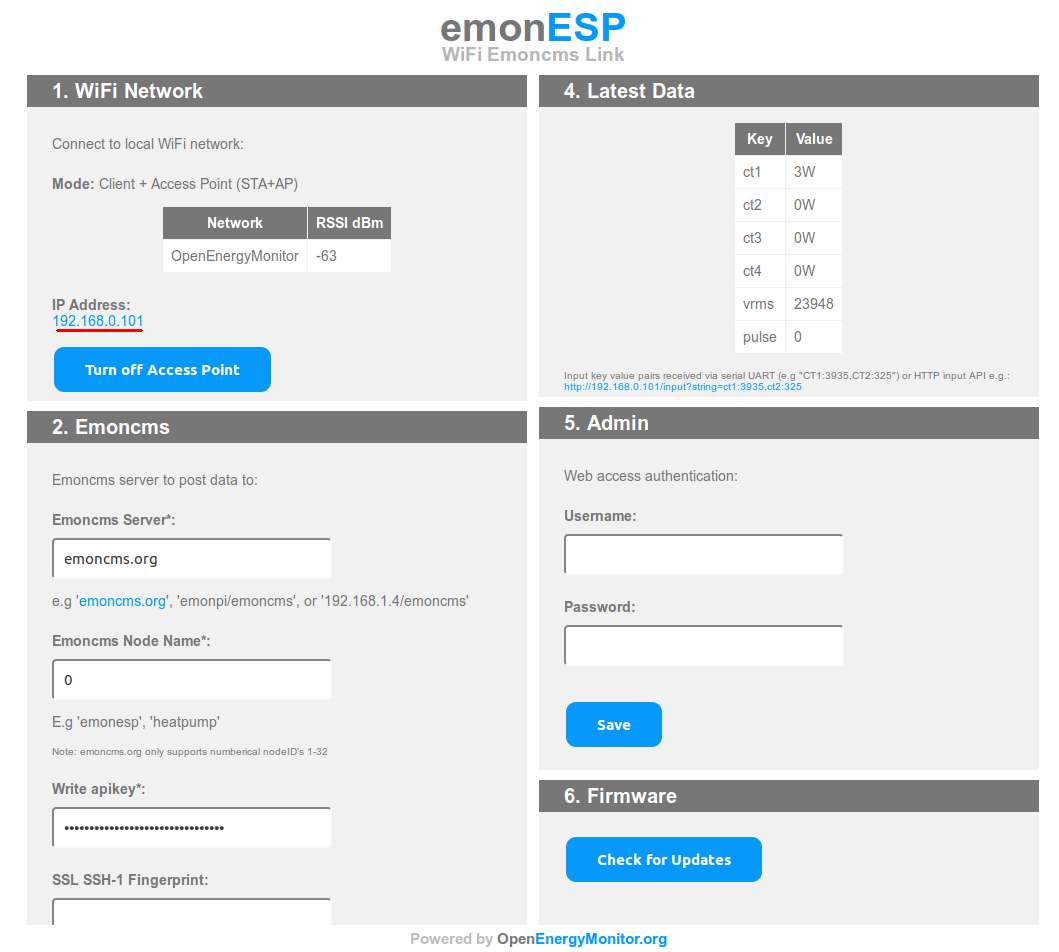 emonESP
WiFi Emoncms Link
1. WiFi Network
Connect to local WiFi network:
Mode: Client + Access Point (STA+AP)
Network RSSI dBm
OpenEnergyMonitor -63
IP Address:
192.168.0.101
Turn off Access Point
2. Emoncms
Emoncms server to post data to:
Emoncms Server*:
emoncms.org
e.g 'emoncms.org', 'emonpi/emoncms', or '192.168.1.4/emoncms'
Emoncms Node Name*:
0
E.g 'emonesp', 'heatpump'
Note: emoncms.org only supports numberical nodeID's 1-32
Write apikey*:
••••••••••••••••••••••••••••••••
SSL SSH-1 Fingerprint:
4. Latest Data
Key Value
ct1 3W
ct2 0W
ct3 0W
ct4 0W
vrms 23948
pulse 0
Input key value pairs received via serial UART (e.g "CT1:3935,CT2:325") or HTTP input API e.g.:
http://192.168.0.101/input?string=ct1:3935,ct2:325
5. Admin
Web access authentication:
Username:
Password:
Save
6. Firmware
Check for Updates
Powered by OpenEnergyMonitor.org